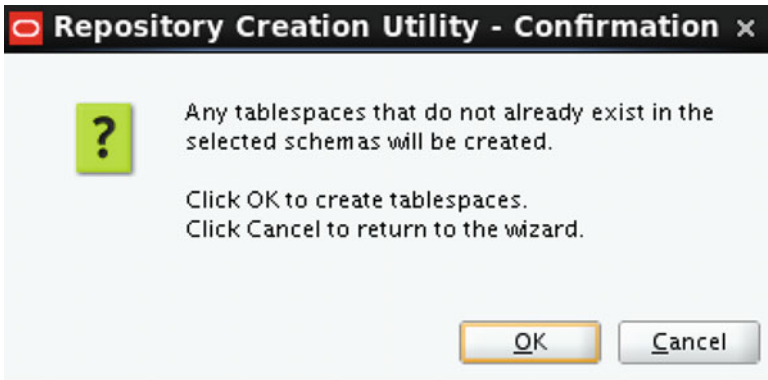 Repository Creation Utility - Confirmation
Any tablespaces that do not already exist in the
selected schemas will be created.
Click OK to create tablespaces.
Click Cancel to return to the wizard.
OK Cancel